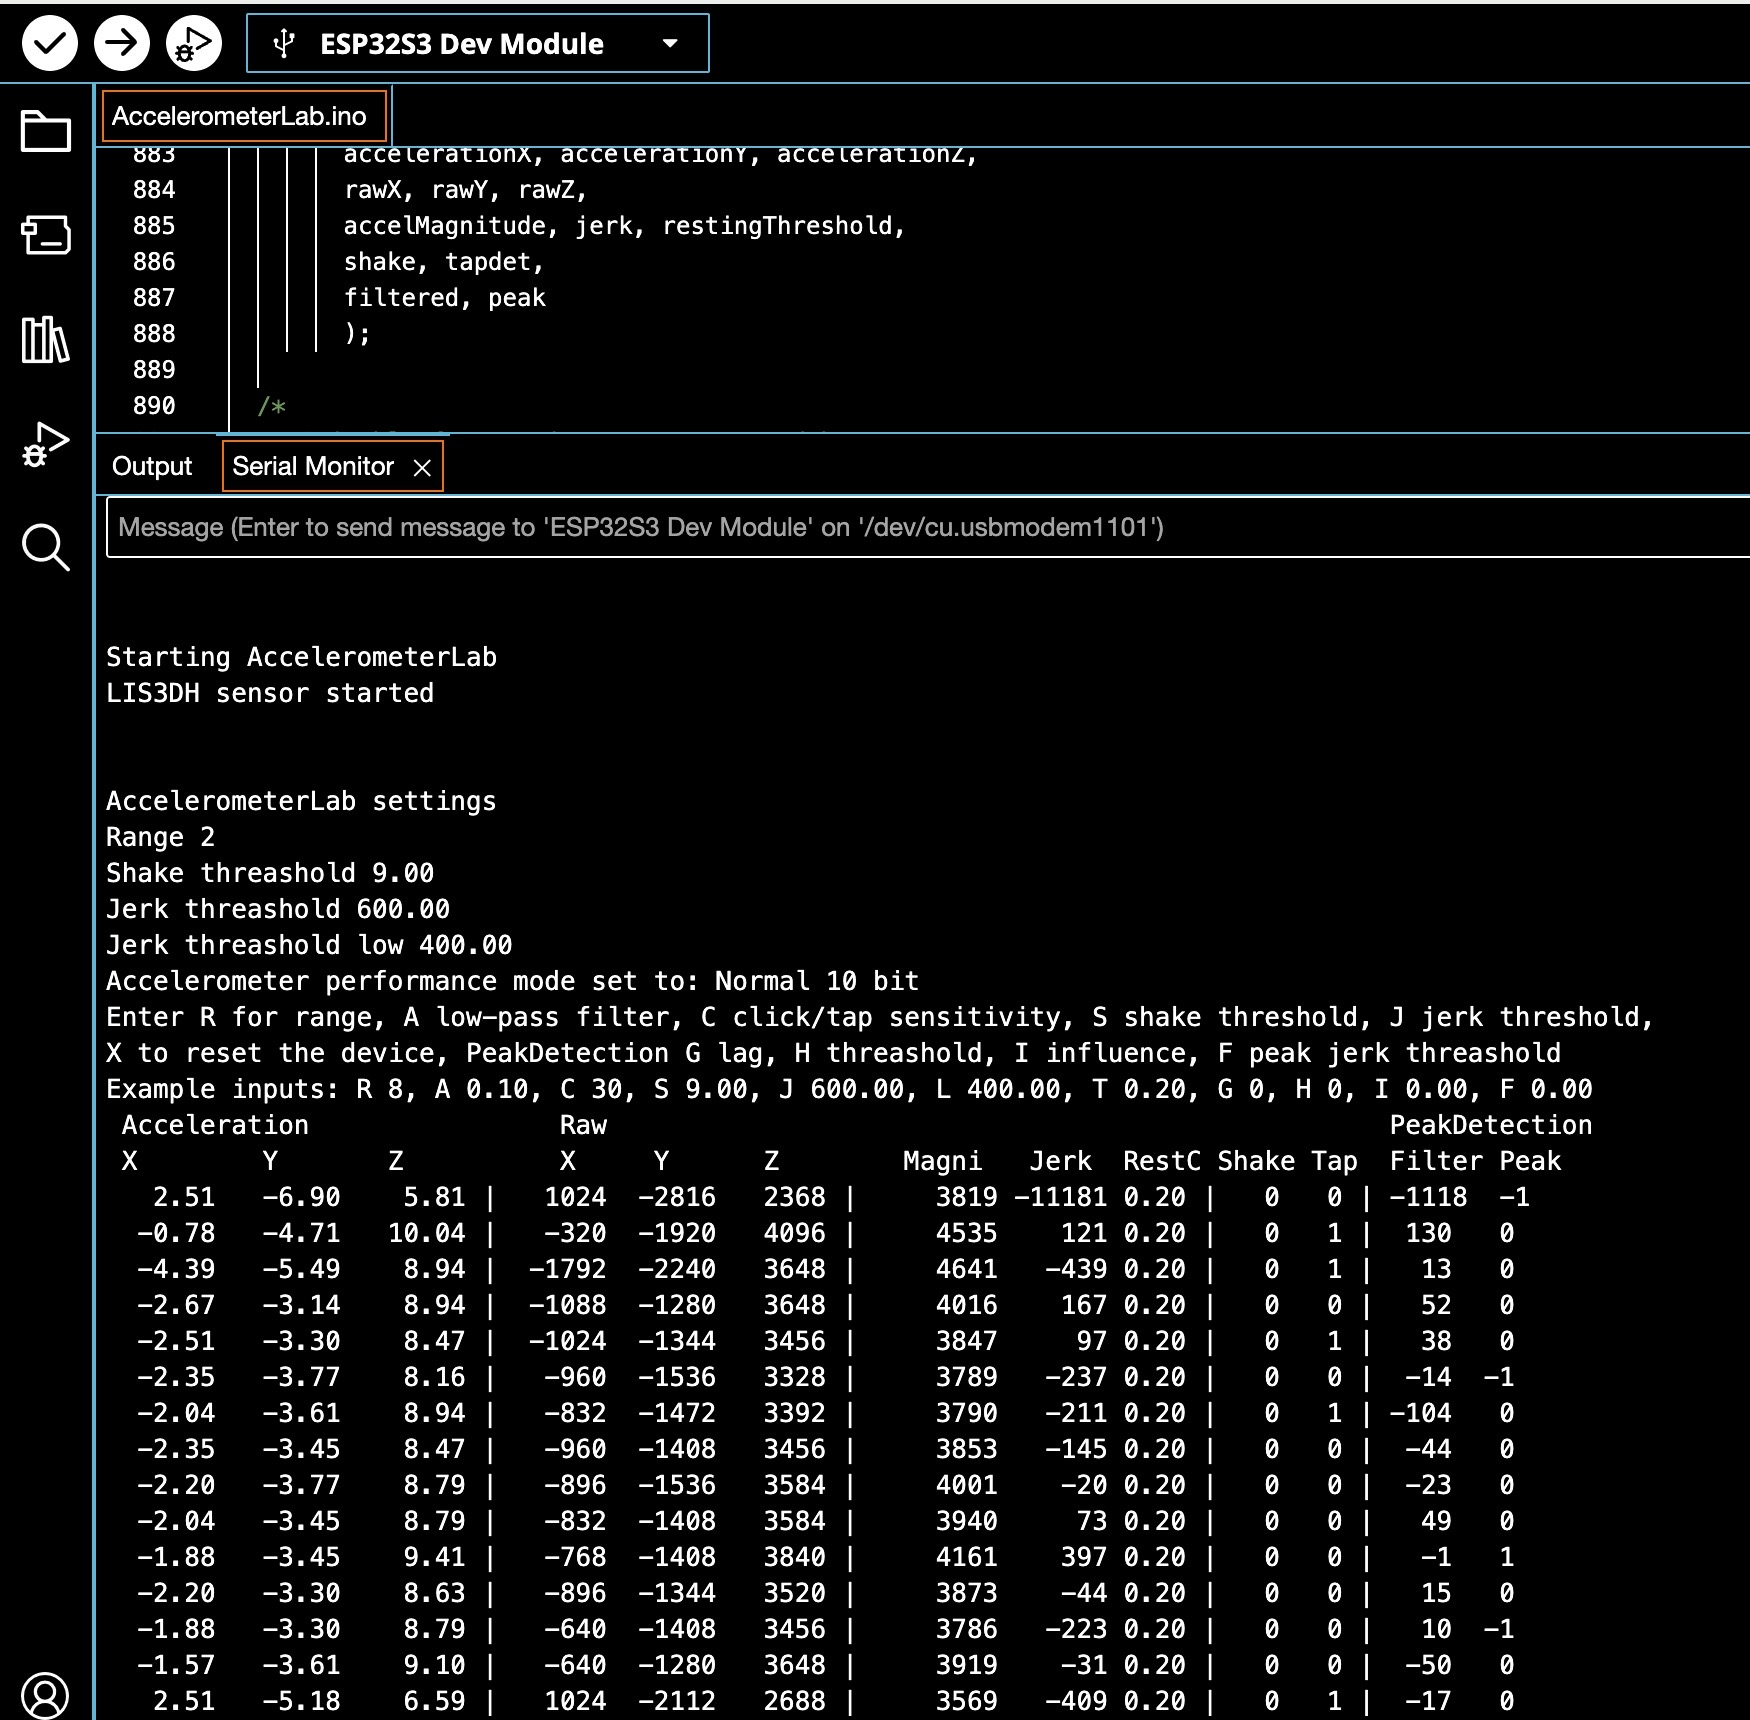 ESP32S3 Dev Module
AccelerometerLab.ino
883 accelerationX, accelerationY, accelerationZ,
884 rawX, rawY, rawZ,
885 accelMagnitude, jerk, restingThreshold,
886 shake, tapdet,
887 filtered, peak
888 );
889
890 /*
Output Serial Monitor
Message (Enter to send message to 'ESP32S3 Dev Module' on '/dev/cu.usbmodem1101')
Starting AccelerometerLab
LIS3DH sensor started
AccelerometerLab settings
Range 2
Shake threashold 9.00
Jerk threashold 600.00
Jerk threashold low 400.00
Accelerometer performance mode set to: Normal 10 bit
Enter R for range, A low-pass filter, C click/tap sensitivity, S shake threshold, J jerk threshold,
X to reset the device, PeakDetection G lag, H threashold, I influence, F peak jerk threashold
Example inputs: R 8, A 0.10, C 30, S 9.00, J 600.00, L 400.00, T 0.20, G 0, H 0, I 0.00, F 0.00
Acceleration Raw PeakDetection
X Y Z X Y Z Magni Jerk RestC Shake Tap Filter Peak
2.51 -6.90 5.81 | 1024 -2816 2368 | 3819 -11181 0.20 | 0 0 | -1118 -1
-0.78 -4.71 10.04 | -320 -1920 4096 | 4535 121 0.20 | 0 1 | 130 0
-4.39 -5.49 8.94 | -1792 -2240 3648 | 4641 -439 0.20 | 0 1 | 13 0
-2.67 -3.14 8.94 | -1088 -1280 3648 | 4016 167 0.20 | 0 0 | 52 0
-2.51 -3.30 8.47 | -1024 -1344 3456 | 3847 97 0.20 | 0 1 | 38 0
-2.35 -3.77 8.16 | -960 -1536 3328 | 3789 -237 0.20 | 0 0 | -14 -1
-2.04 -3.61 8.94 | -832 -1472 3392 | 3790 -211 0.20 | 0 1 | -104 0
-2.35 -3.45 8.47 | -960 -1408 3456 | 3853 -145 0.20 | 0 0 | -44 0
-2.20 -3.77 8.79 | -896 -1536 3584 | 4001 -20 0.20 | 0 0 | -23 0
-2.04 -3.45 8.79 | -832 -1408 3584 | 3940 73 0.20 | 0 0 | 49 0
-1.88 -3.45 9.41 | -768 -1408 3840 | 4161 397 0.20 | 0 0 | -1 1
-2.20 -3.30 8.63 | -896 -1344 3520 | 3873 -44 0.20 | 0 0 | 15 0
-1.88 -3.30 8.79 | -640 -1408 3456 | 3786 -223 0.20 | 0 0 | 10 -1
-1.57 -3.61 9.10 | -640 -1280 3648 | 3919 -31 0.20 | 0 0 | -50 0
2.51 -5.18 6.59 | 1024 -2112 2688 | 3569 -409 0.20 | 0 1 | -17 0